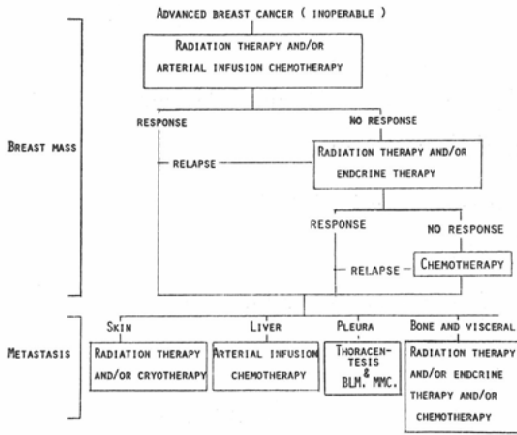 ADVANCED BREAST CANCER ( INOPERABLE )
RADIATION THERAPY AND/OR
ARTERIAL INFUSION CHEMOTHERAPY
RESPONSE
NO RESPONSE
BREAST MASS
RELAPSE
RADIATION THERAPY AND/OR
ENDCRINE THERAPY
RESPONSE
NO RESPONSE
RELAPSE
CHEMOTHERAPY
METASTASIS
SKIN
RADIATION THERAPY
AND/OR CRYOTHERAPY
LIVER
ARTERIAL INFUSION
CHEMOTHERAPY
PLEURA
THORACEN-
TESIS
&
BLM. MMC.
BONE AND VISCERAL
RADIATION THERAPY
AND/OR ENDCRINE
THERAPY AND/OR
CHEMOTHERAPY